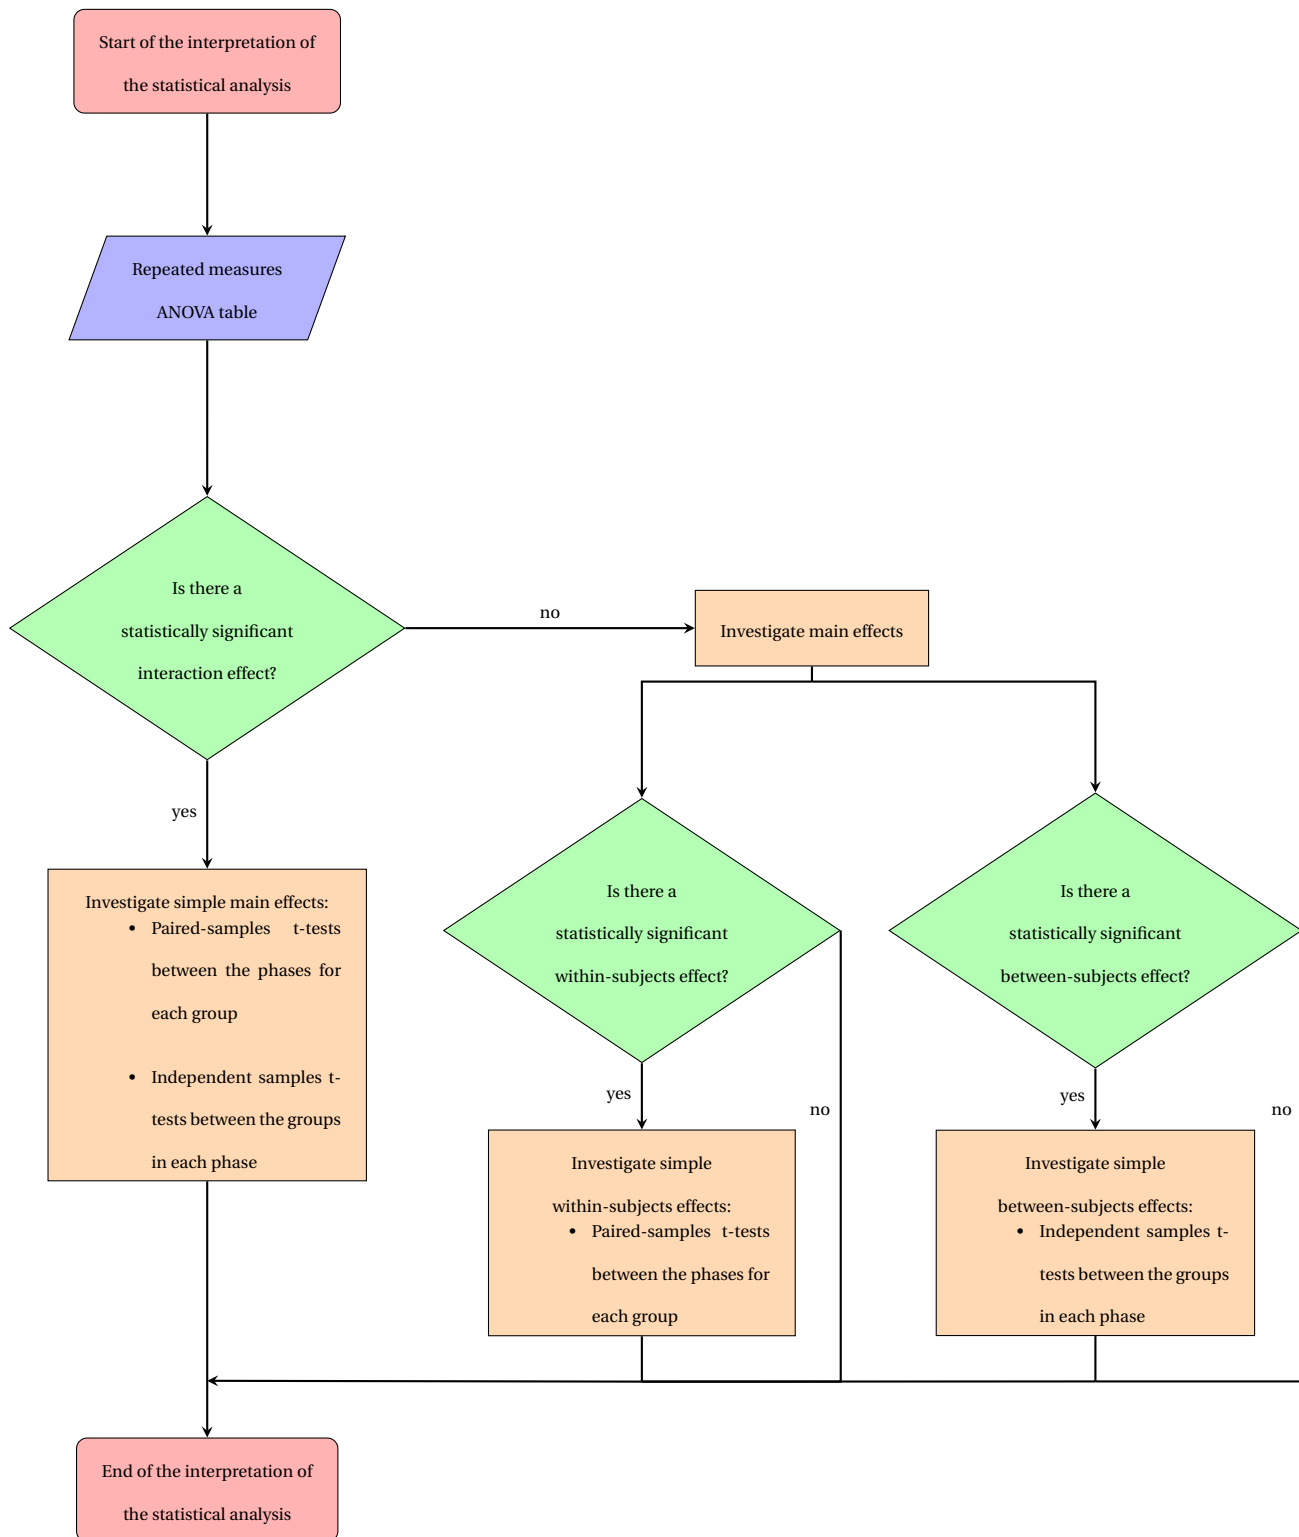 Start of the interpretation of
the statistical analysis
Repeated measures
ANOVA table
Is there a
statistically significant
interaction effect?
no
Investigate main effects
yes
Investigate simple main effects:
• Paired-samples t-tests
between the phases for
each group
• Independent samples t-
tests between the groups
in each phase
Is there a
statistically significant
within-subjects effect?
yes
no
Investigate simple
within-subjects effects:
• Paired-samples t-tests
between the phases for
each group
Is there a
statistically significant
between-subjects effect?
yes
no
Investigate simple
between-subjects effects:
• Independent samples t-
tests between the groups
in each phase
End of the interpretation of
the statistical analysis